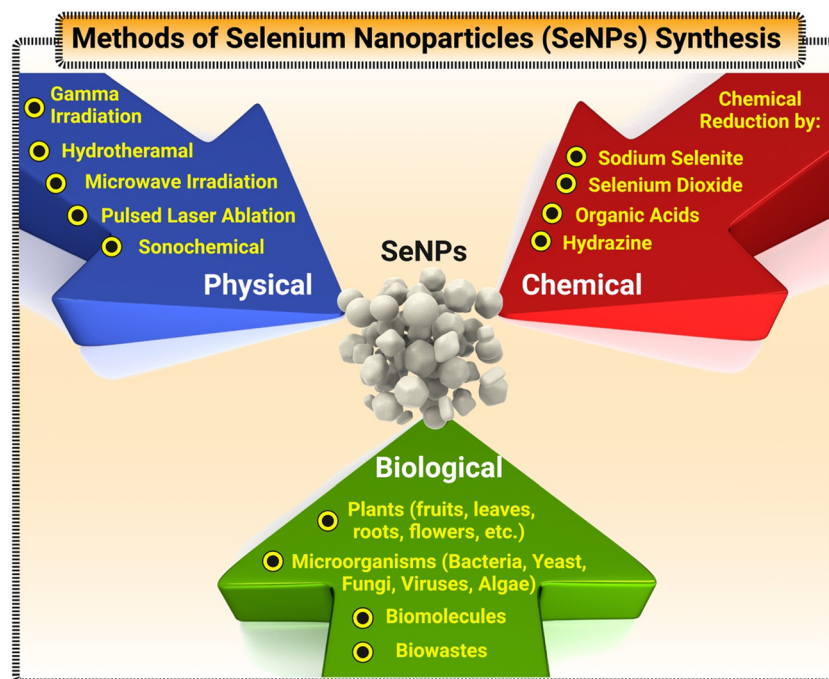 Methods of Selenium Nanoparticles (SeNPs) Synthesis
Gamma
Irradiation
Hydrotheramal
Microwave Irradiation
Pulsed Laser Ablation
Sonochemical
Physical
Chemical
Reduction by:
Sodium Selenite
Selenium Dioxide
Organic Acids
Hydrazine
Chemical
SeNPs
Biological
Plants (fruits, leaves,
roots, flowers, etc.)
Microorganisms (Bacteria, Yeast,
Fungi, Viruses, Algae)
Biomolecules
Biowastes